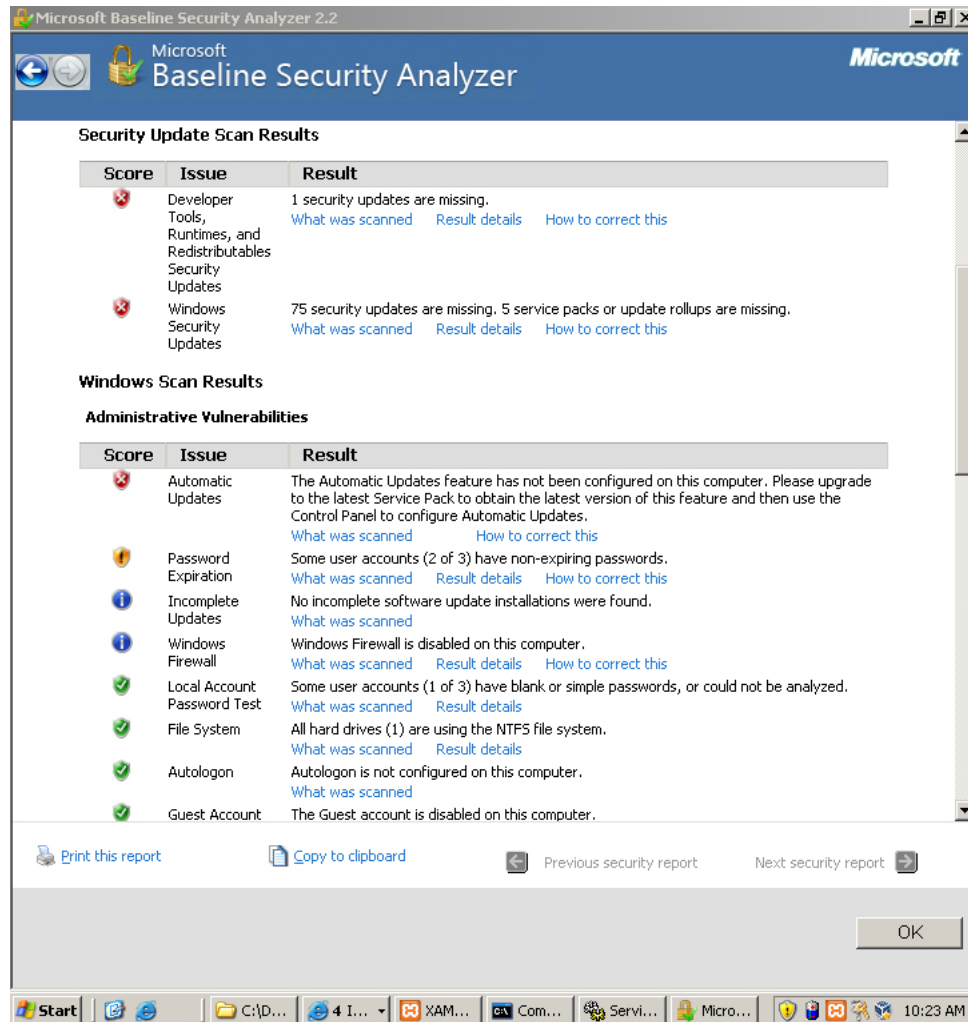 Microsoft Baseline Security Analyzer 2.2
Microsoft
Baseline Security Analyzer
Microsoft
Security Update Scan Results
Score Issue Result
Developer Tools, Runtimes, and Redistributables Security Updates
1 security updates are missing.
What was scanned Result details How to correct this
Windows Security Updates
75 security updates are missing. 5 service packs or update rollups are missing.
What was scanned Result details How to correct this
Windows Scan Results
Administrative Vulnerabilities
Score Issue Result
Automatic Updates
The Automatic Updates feature has not been configured on this computer. Please upgrade
to the latest Service Pack to obtain the latest version of this feature and then use the
Control Panel to configure Automatic Updates.
What was scanned How to correct this
Password Expiration
Some user accounts (2 of 3) have non-expiring passwords.
What was scanned Result details How to correct this
Incomplete Updates
No incomplete software update installations were found.
What was scanned
Windows Firewall
Windows Firewall is disabled on this computer.
What was scanned Result details How to correct this
Local Account Password Test
Some user accounts (1 of 3) have blank or simple passwords, or could not be analyzed.
What was scanned Result details
File System
All hard drives (1) are using the NTFS file system.
What was scanned Result details
Autologon
Autologon is not configured on this computer.
What was scanned
Guest Account
The Guest account is disabled on this computer.
Print this report Copy to clipboard Previous security report Next security report
OK
Start C:\D... 4 I... XAM... Com... Servi... Micro... 10:23 AM